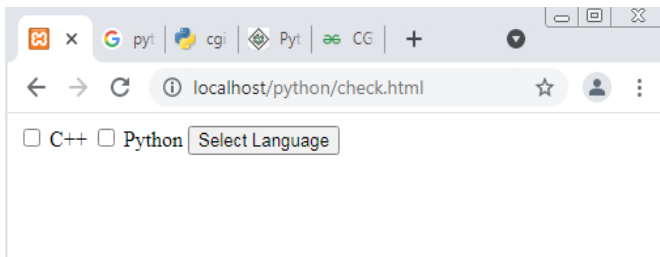 pyt cgi Pyt CG
localhost/python/check.html
C++ Python Select Language